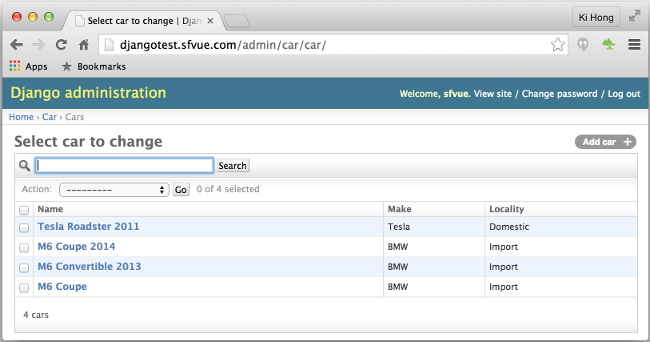 Select car to change | Djan
Ki Hong
djangotest.sfvue.com/admin/car/car/
Apps Bookmarks
Django administration
Welcome, sfvue. View site / Change password / Log out
Home › Car › Cars
Select car to change
Add car +
Search
Action: --------- Go 0 of 4 selected
Name Make Locality
Tesla Roadster 2011 Tesla Domestic
M6 Coupe 2014 BMW Import
M6 Convertible 2013 BMW Import
M6 Coupe BMW Import
4 cars